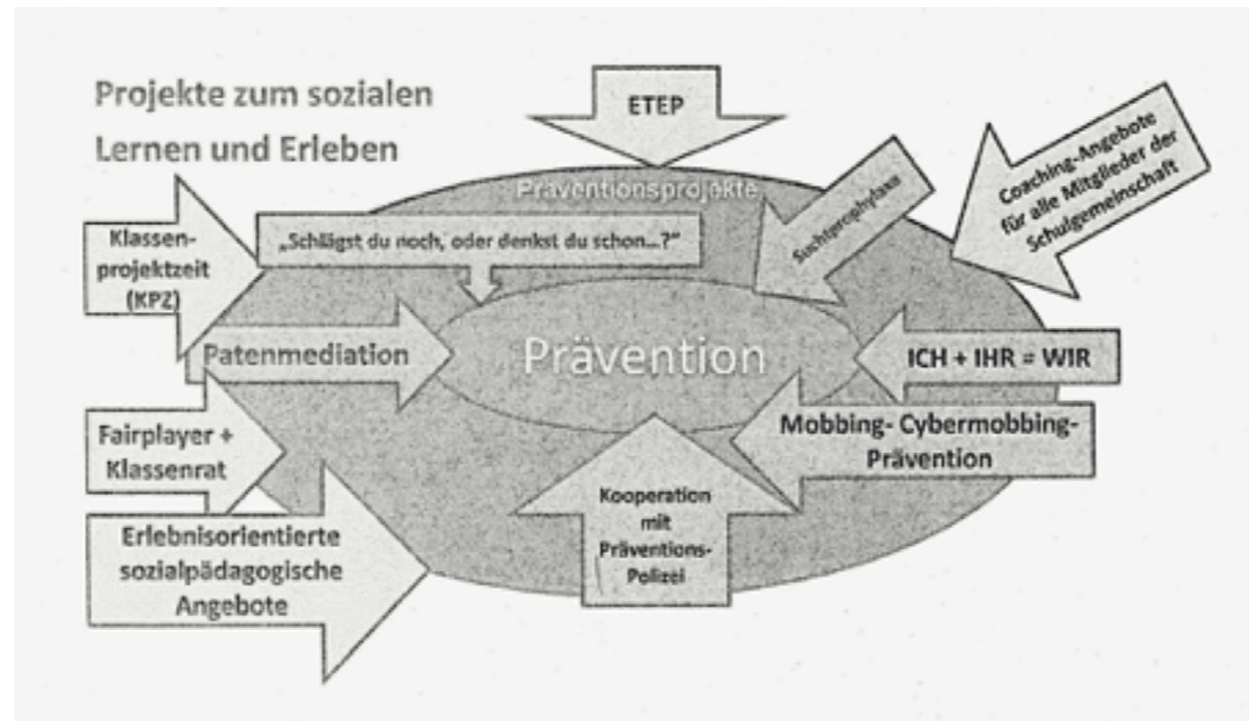 Projekte zum sozialen
Lernen und Erleben
ETEP
Coaching-Angebote
für alle Mitglieder der
Schulgemeinschaft
Präventionsprojekte
Suchtprophylaxe
Klassen-
projektzeit
(KPZ)
„Schlägst du noch, oder denkst du schon...?"
Patenmediation
Prävention
ICH + IHR = WIR
Fairplayer +
Klassenrat
Mobbing- Cybermobbing-
Prävention
Kooperation
mit
Präventions-
Polizei
Erlebnisorientierte
sozialpädagogische
Angebote